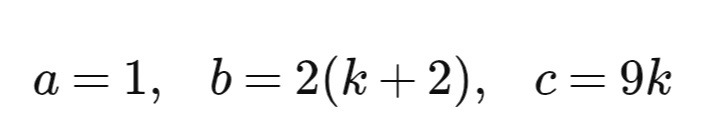 a = 1, b = 2(k + 2), c = 9k